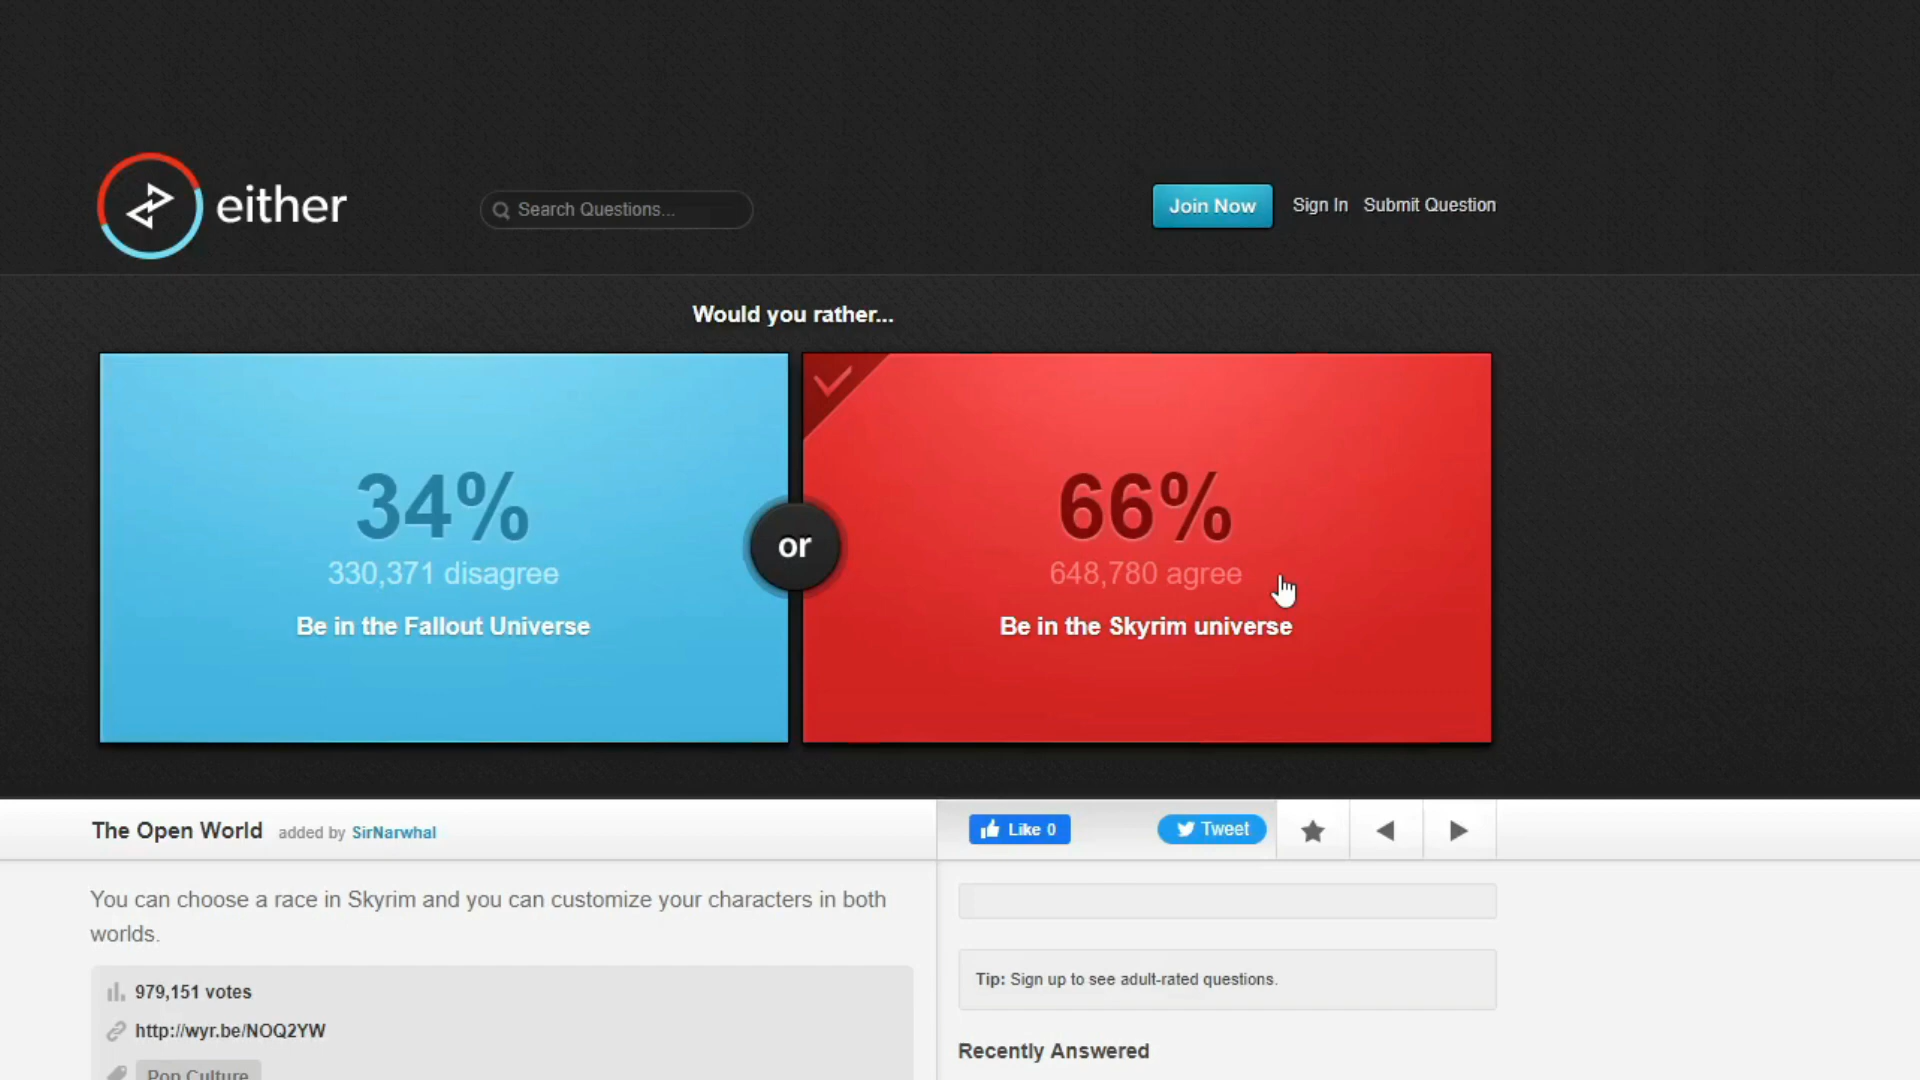 either
Search Questions...
Join Now
Sign In
Submit Question
Would you rather...
34%
330,371 disagree
Be in the Fallout Universe
or
66%
648,780 agree
Be in the Skyrim universe
The Open World added by SirNarwhal
Like 0
Tweet
You can choose a race in Skyrim and you can customize your characters in both
worlds.
979,151 votes
http://wyr.be/NOQ2YW
Pop Culture
Tip: Sign up to see adult-rated questions.
Recently Answered